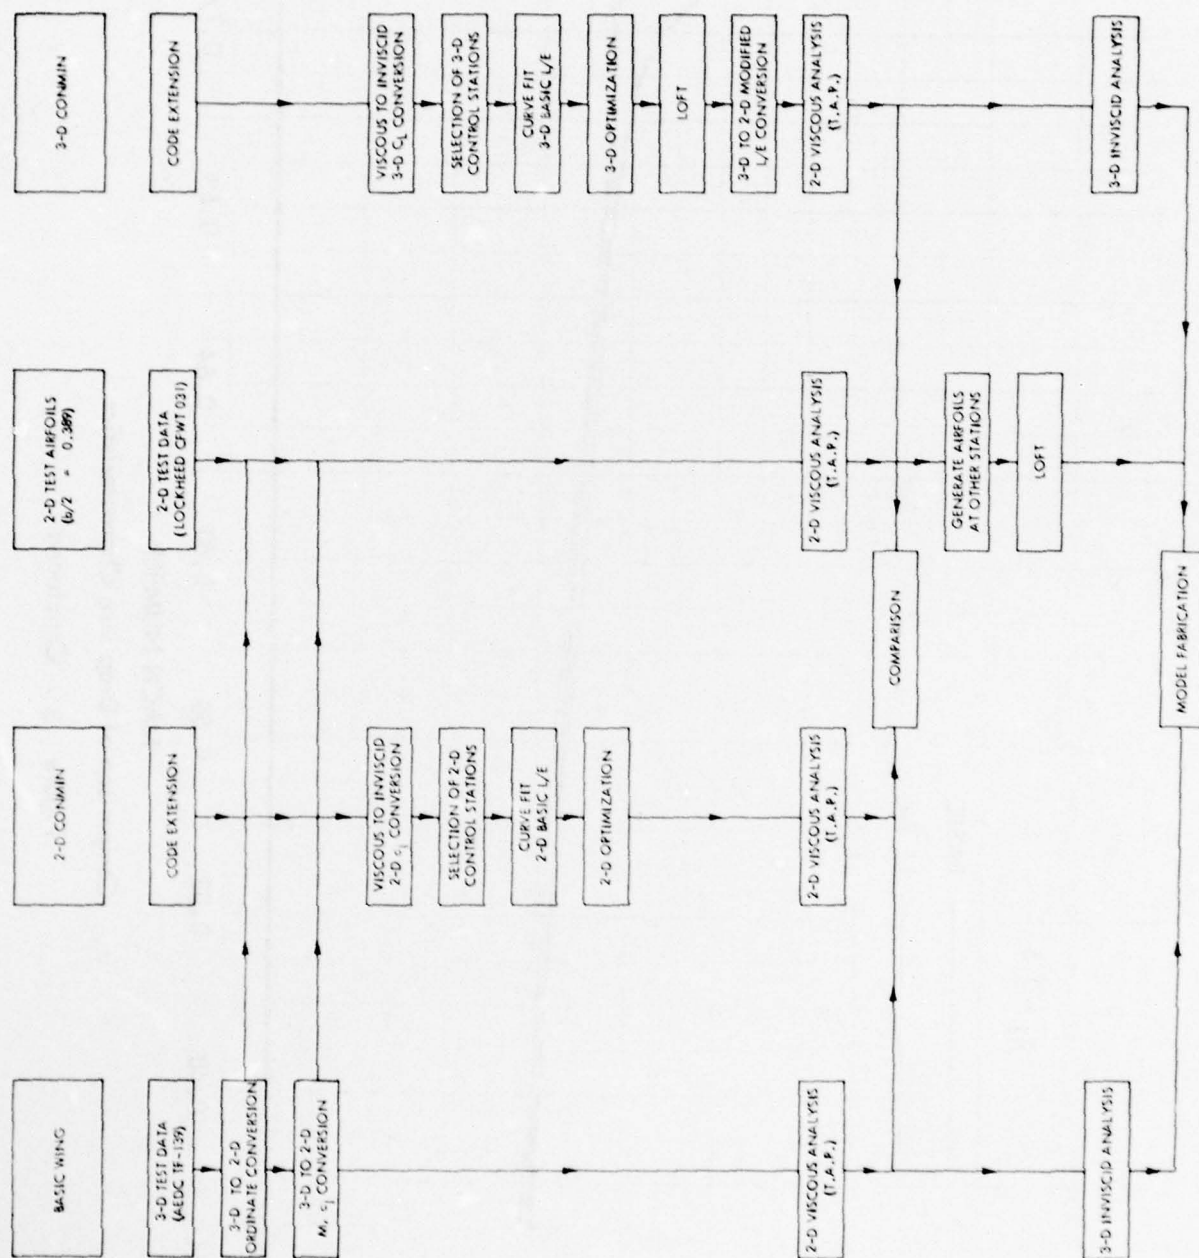 BASIC WING
3-D TEST DATA
(AEDC TF-139)
3-D TO 2-D
ORDINATE CONVERSION
3-D TO 2-D
M, cl CONVERSION
2-D VISCOUS ANALYSIS
(T.A.P.)
3-D INVISCID ANALYSIS
2-D CONMIN
CODE EXTENSION
VISCOUS TO INVISCID
2-D cl CONVERSION
SELECTION OF 2-D
CONTROL STATIONS
CURVE FIT
2-D BASIC L/E
2-D OPTIMIZATION
2-D VISCOUS ANALYSIS
(T.A.P.)
COMPARISON
MODEL FABRICATION
2-D TEST AIRFOILS
(b/2 = 0.389)
2-D TEST DATA
(LOCKHEED CFWT 031)
2-D VISCOUS ANALYSIS
(T.A.P.)
GENERATE AIRFOILS
AT OTHER STATIONS
LOFT
3-D CONMIN
CODE EXTENSION
VISCOUS TO INVISCID
3-D CL CONVERSION
SELECTION OF 3-D
CONTROL STATIONS
CURVE FIT
3-D BASIC L/E
3-D OPTIMIZATION
LOFT
3-D TO 2-D MODIFIED
L/E CONVERSION
2-D VISCOUS ANALYSIS
(T.A.P.)
3-D INVISCID ANALYSIS